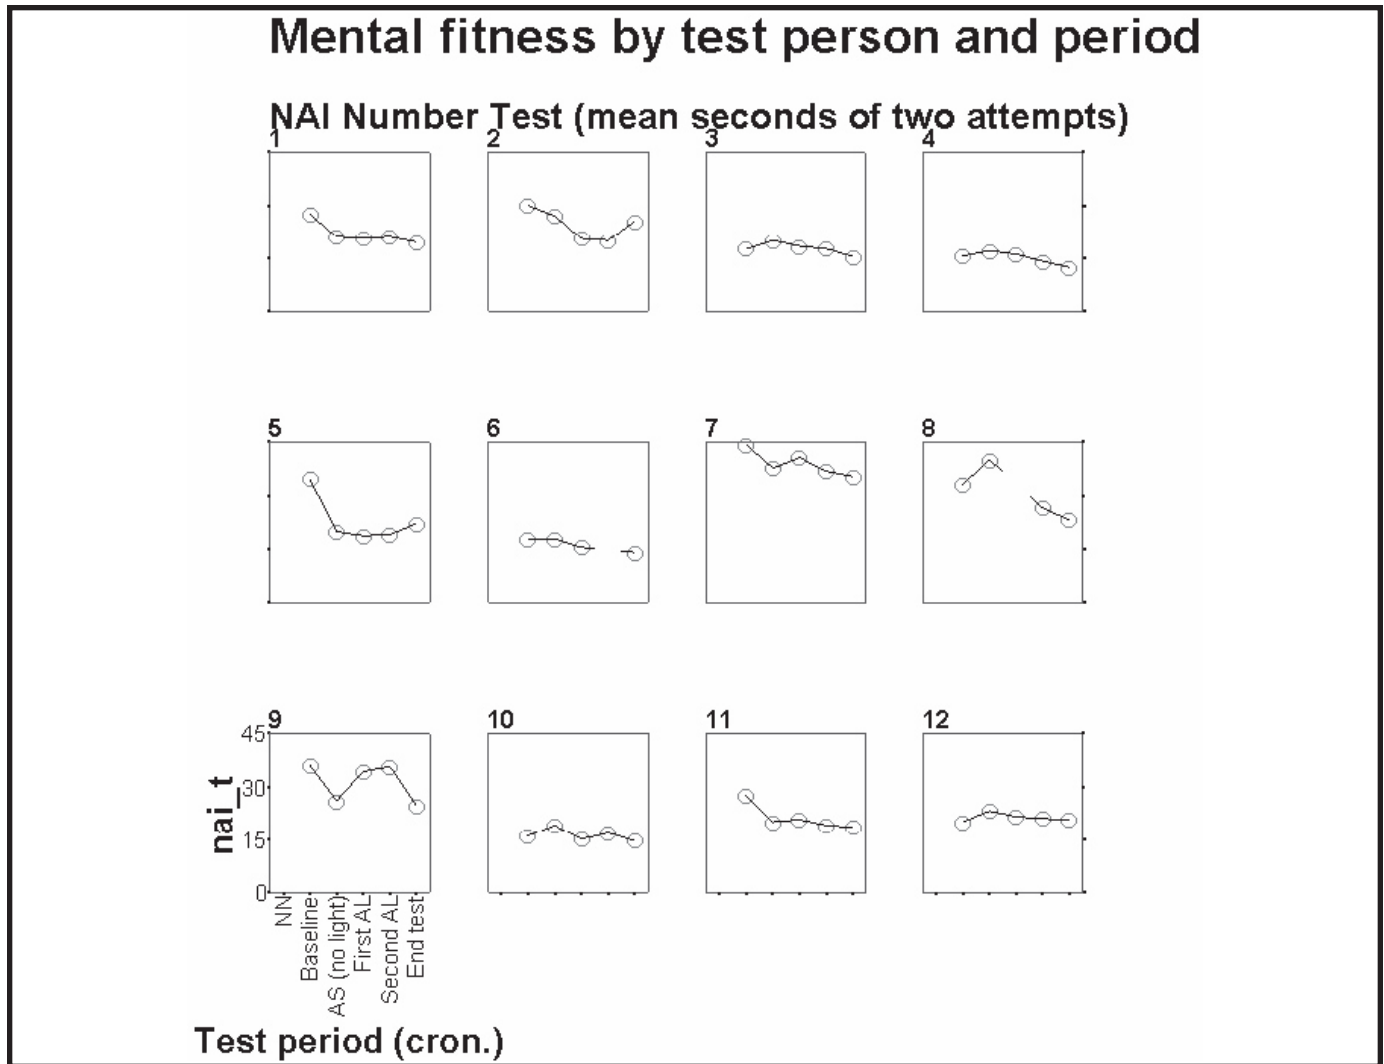 Mental fitness by test person and period
NAI Number Test (mean seconds of two attempts)
1 2 3 4
5 6 7 8
9 10 11 12
45
30
15
0
nai_t
NN
Baseline
AS (no light)
First AL
Second AL
End test
Test period (cron.)